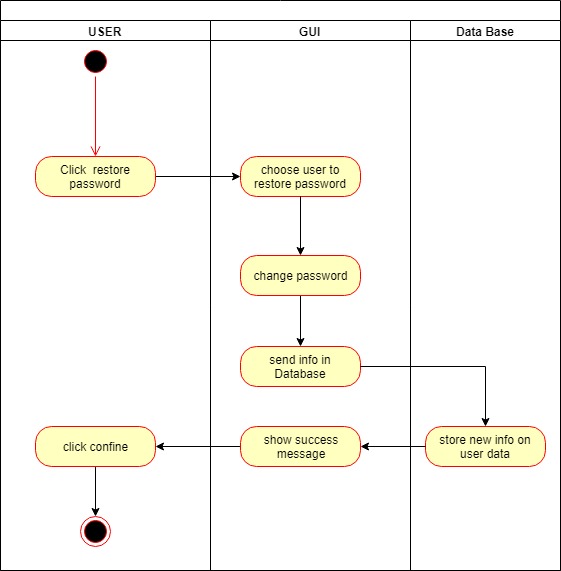 USER
GUI
Data Base
Click  restore
password
choose user to
restore password
change password
send info in
Database
click confine
show success
message
store new info on
user data